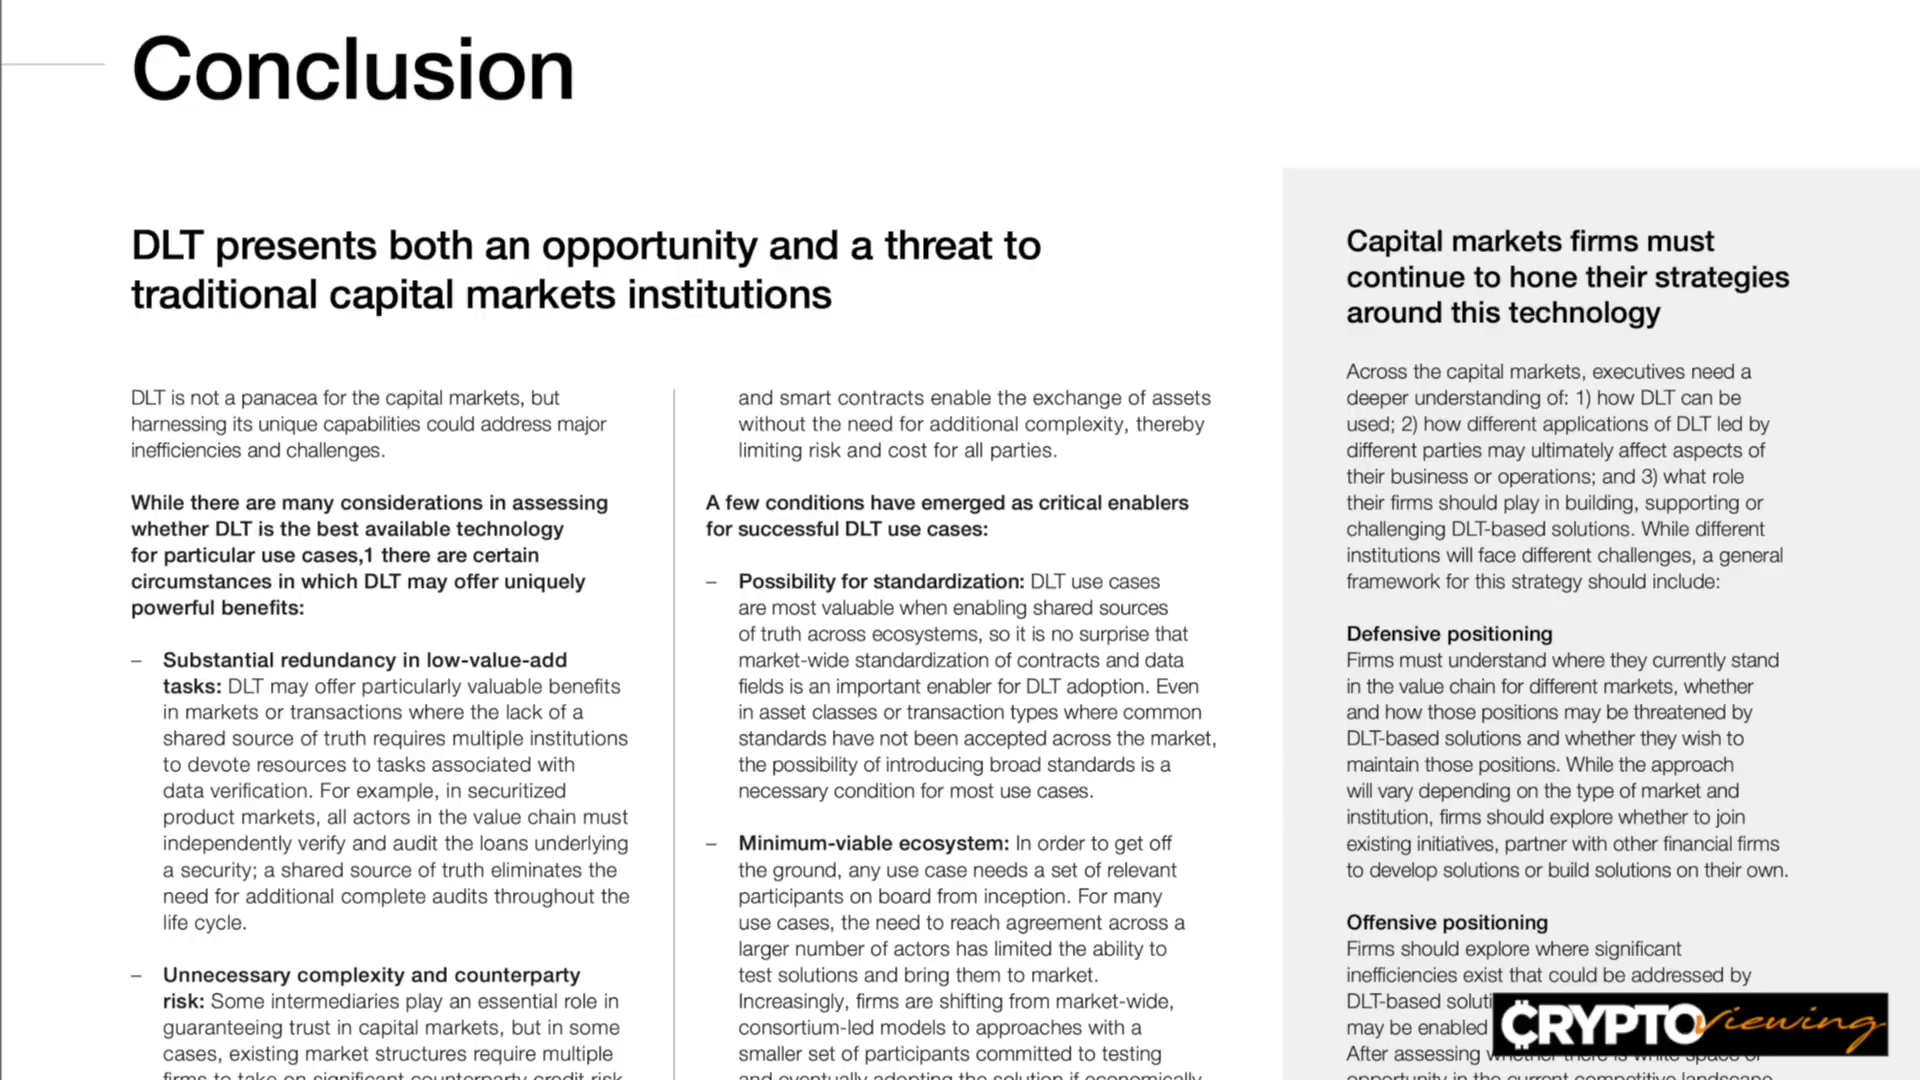 Conclusion
DLT presents both an opportunity and a threat to
traditional capital markets institutions
DLT is not a panacea for the capital markets, but
harnessing its unique capabilities could address major
inefficiencies and challenges.
While there are many considerations in assessing
whether DLT is the best available technology
for particular use cases,1 there are certain
circumstances in which DLT may offer uniquely
powerful benefits:
– Substantial redundancy in low-value-add
tasks: DLT may offer particularly valuable benefits
in markets or transactions where the lack of a
shared source of truth requires multiple institutions
to devote resources to tasks associated with
data verification. For example, in securitized
product markets, all actors in the value chain must
independently verify and audit the loans underlying
a security; a shared source of truth eliminates the
need for additional complete audits throughout the
life cycle.
– Unnecessary complexity and counterparty
risk: Some intermediaries play an essential role in
guaranteeing trust in capital markets, but in some
cases, existing market structures require multiple
firms to take on significant counterparty credit risk
and smart contracts enable the exchange of assets
without the need for additional complexity, thereby
limiting risk and cost for all parties.
A few conditions have emerged as critical enablers
for successful DLT use cases:
– Possibility for standardization: DLT use cases
are most valuable when enabling shared sources
of truth across ecosystems, so it is no surprise that
market-wide standardization of contracts and data
fields is an important enabler for DLT adoption. Even
in asset classes or transaction types where common
standards have not been accepted across the market,
the possibility of introducing broad standards is a
necessary condition for most use cases.
– Minimum-viable ecosystem: In order to get off
the ground, any use case needs a set of relevant
participants on board from inception. For many
use cases, the need to reach agreement across a
larger number of actors has limited the ability to
test solutions and bring them to market.
Increasingly, firms are shifting from market-wide,
consortium-led models to approaches with a
smaller set of participants committed to testing
and eventually adopting the solution if economically
Capital markets firms must
continue to hone their strategies
around this technology
Across the capital markets, executives need a
deeper understanding of: 1) how DLT can be
used; 2) how different applications of DLT led by
different parties may ultimately affect aspects of
their business or operations; and 3) what role
their firms should play in building, supporting or
challenging DLT-based solutions. While different
institutions will face different challenges, a general
framework for this strategy should include:
Defensive positioning
Firms must understand where they currently stand
in the value chain for different markets, whether
and how those positions may be threatened by
DLT-based solutions and whether they wish to
maintain those positions. While the approach
will vary depending on the type of market and
institution, firms should explore whether to join
existing initiatives, partner with other financial firms
to develop solutions or build solutions on their own.
Offensive positioning
Firms should explore where significant
inefficiencies exist that could be addressed by
DLT-based
may be enabled
After assessing
opportunity in the current competitive landscape
CRYPTO viewing